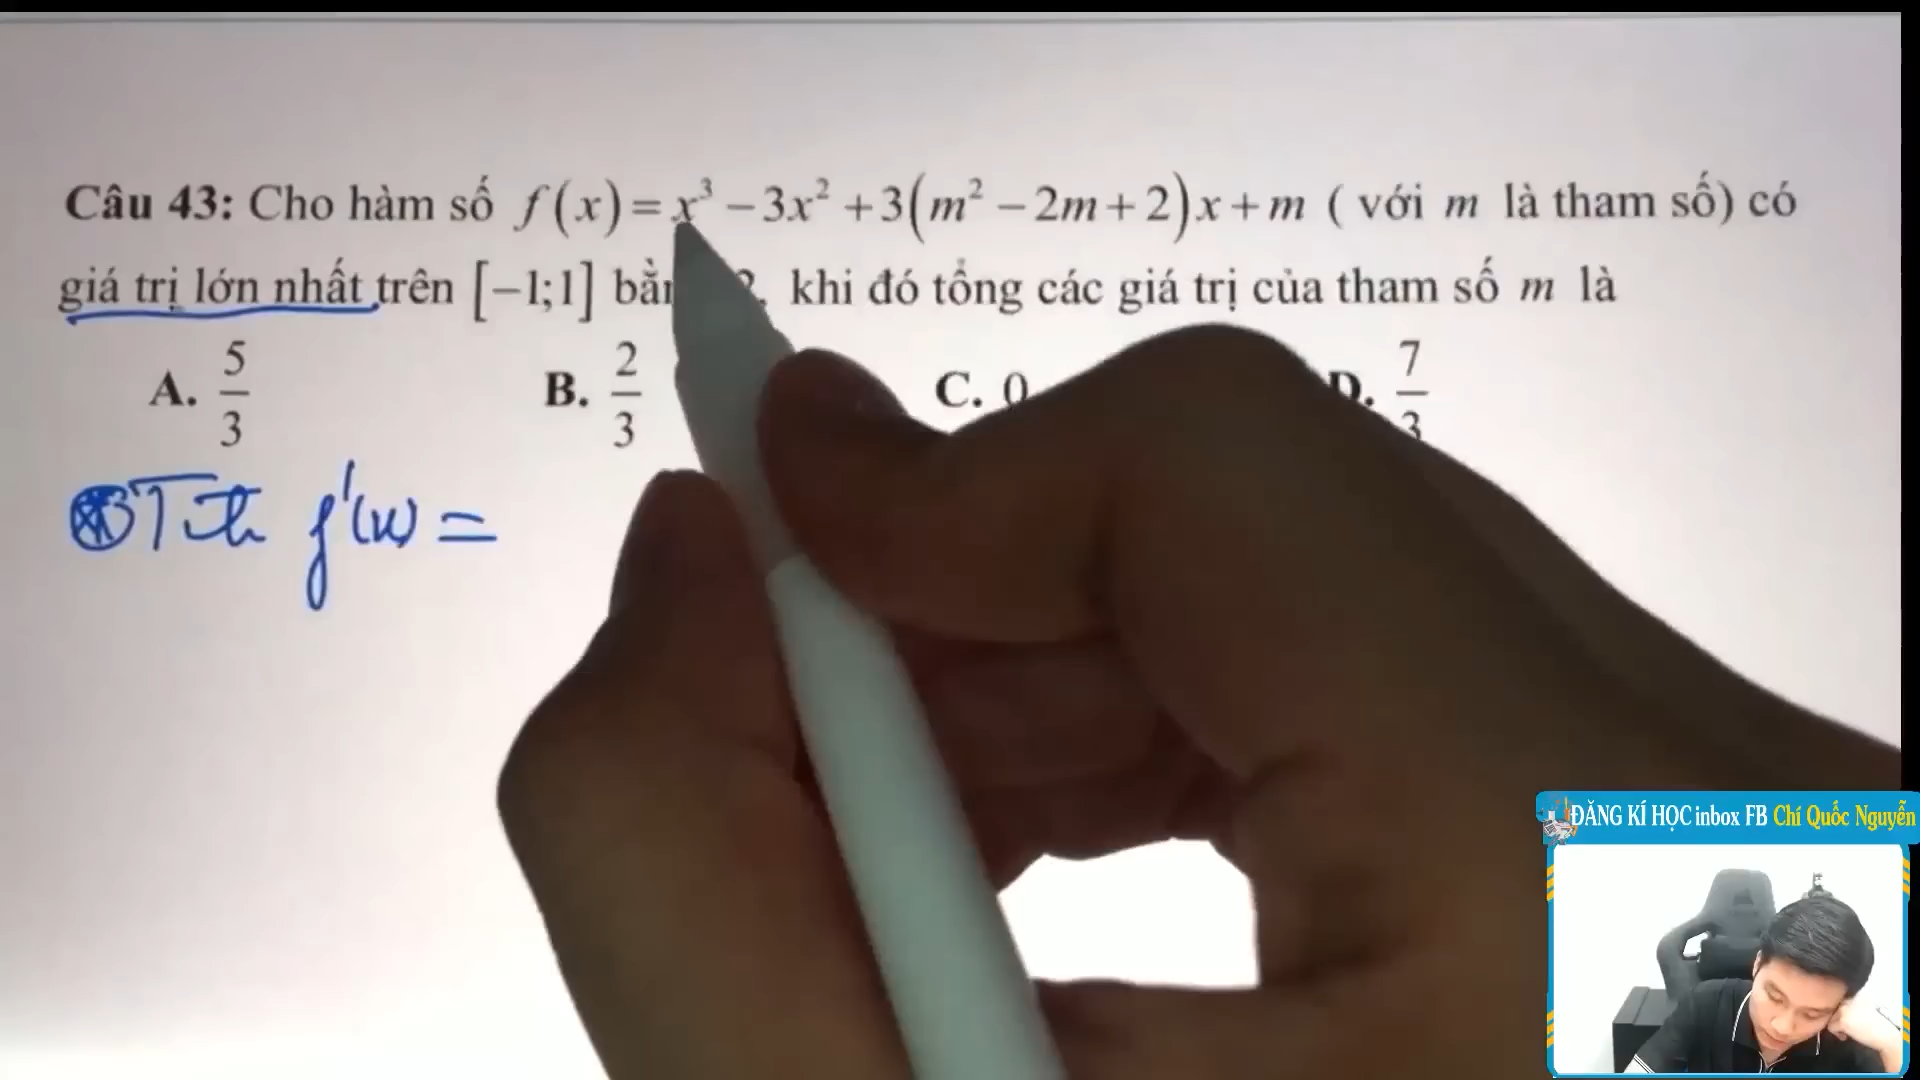 Câu 43: Cho hàm số f(x) = x³ − 3x² + 3(m² − 2m + 2)x + m ( với m là tham số) có
giá trị lớn nhất trên [−1;1] khi đó tổng các giá trị của tham số m là
A. 5/3 B. 2/3 C. 0 D. 7/3
f'(x) =
ĐĂNG KÍ HỌC inbox FB Chí Quốc Nguyễn